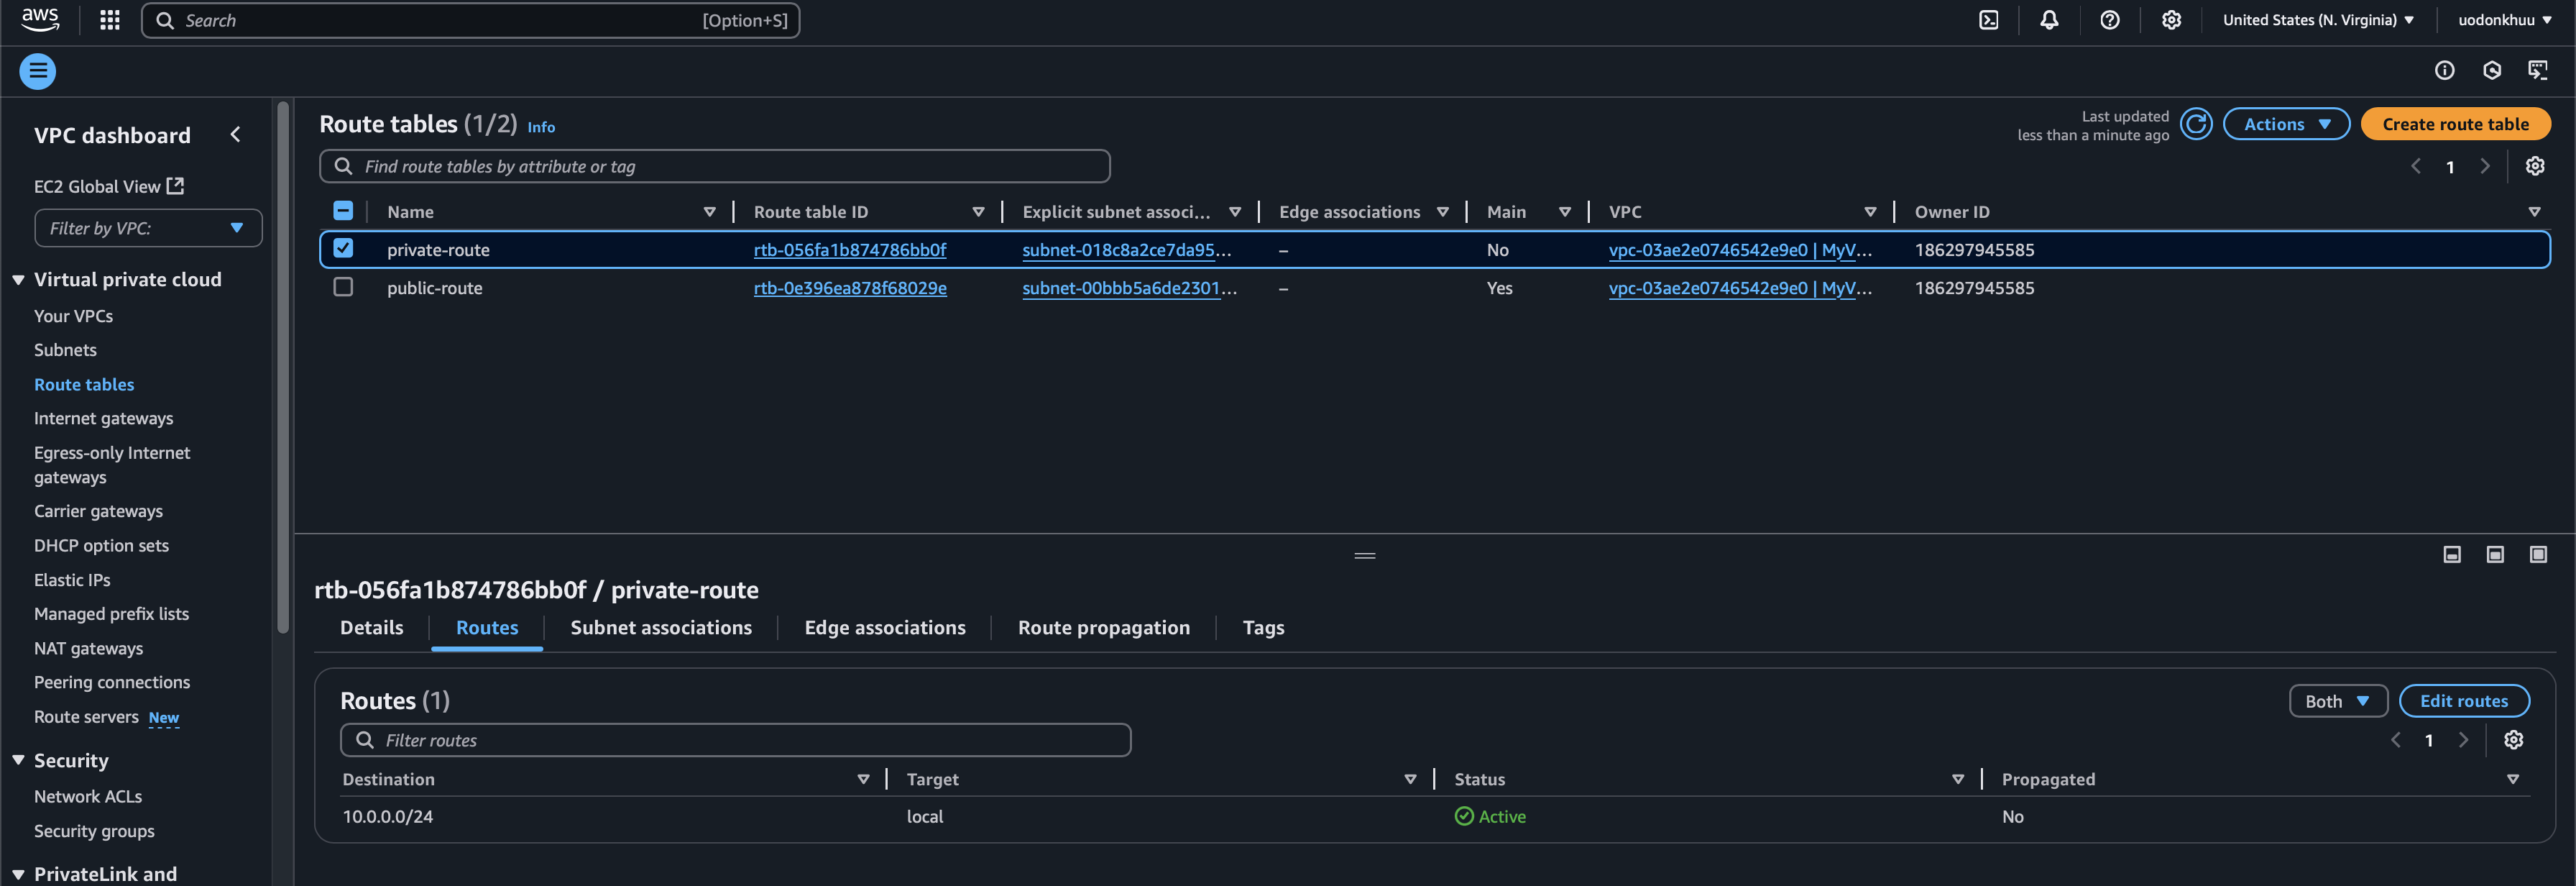 aws
Search [Option+S]
United States (N. Virginia)
uodonkhuu
VPC dashboard
EC2 Global View
Filter by VPC:
Virtual private cloud
Your VPCs
Subnets
Route tables
Internet gateways
Egress-only Internet
gateways
Carrier gateways
DHCP option sets
Elastic IPs
Managed prefix lists
NAT gateways
Peering connections
Route servers New
Security
Network ACLs
Security groups
PrivateLink and
Route tables (1/2) Info
Last updated
less than a minute ago
Actions
Create route table
Find route tables by attribute or tag
1
Name Route table ID Explicit subnet associ... Edge associations Main VPC Owner ID
private-route rtb-056fa1b874786bb0f subnet-018c8a2ce7da95... – No vpc-03ae2e0746542e9e0 | MyV... 186297945585
public-route rtb-0e396ea878f68029e subnet-00bbb5a6de2301... – Yes vpc-03ae2e0746542e9e0 | MyV... 186297945585
rtb-056fa1b874786bb0f / private-route
Details Routes Subnet associations Edge associations Route propagation Tags
Routes (1)
Both
Edit routes
Filter routes
1
Destination Target Status Propagated
10.0.0.0/24 local Active No